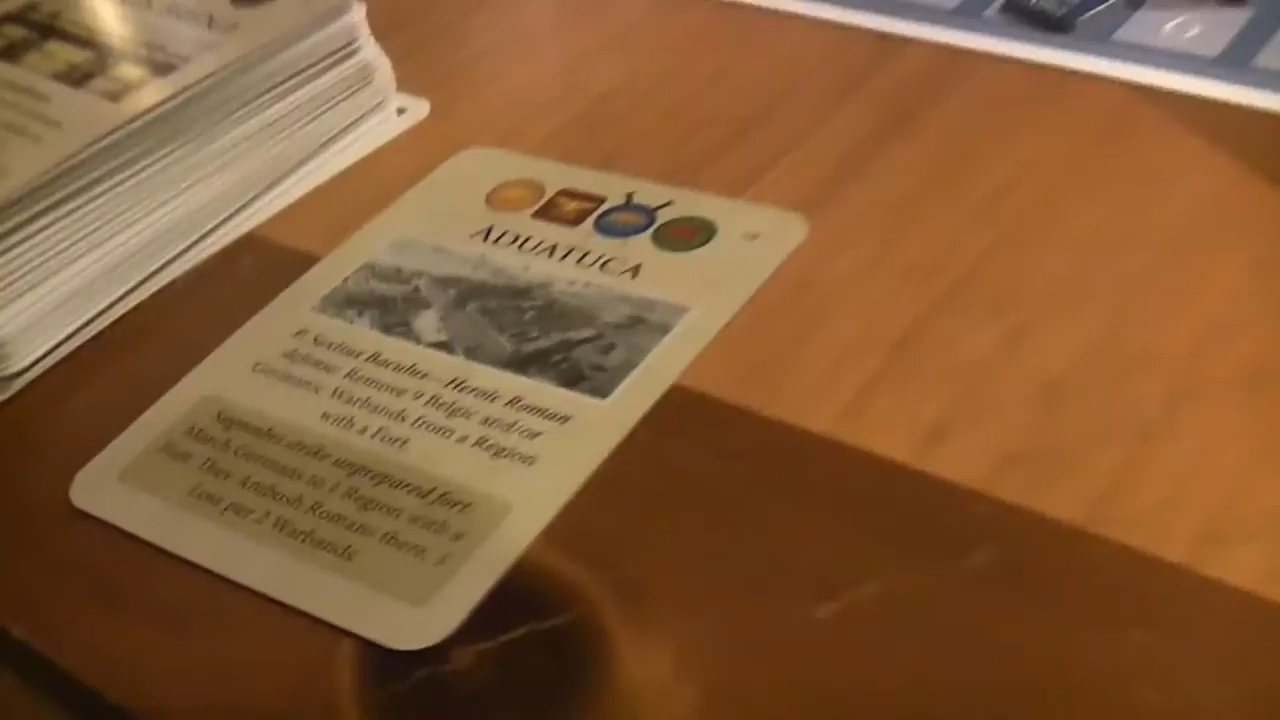 ADUATUCA
P. Sextius Baculus—Heroic Roman
defense: Remove 9 Belgic and/or
Germanic Warbands from a Region
with a Fort.
strike unprepared fort.
March Germans to 1 Region with a
Fort. They Ambush Romans there, 1
Loss per 2 Warbands.